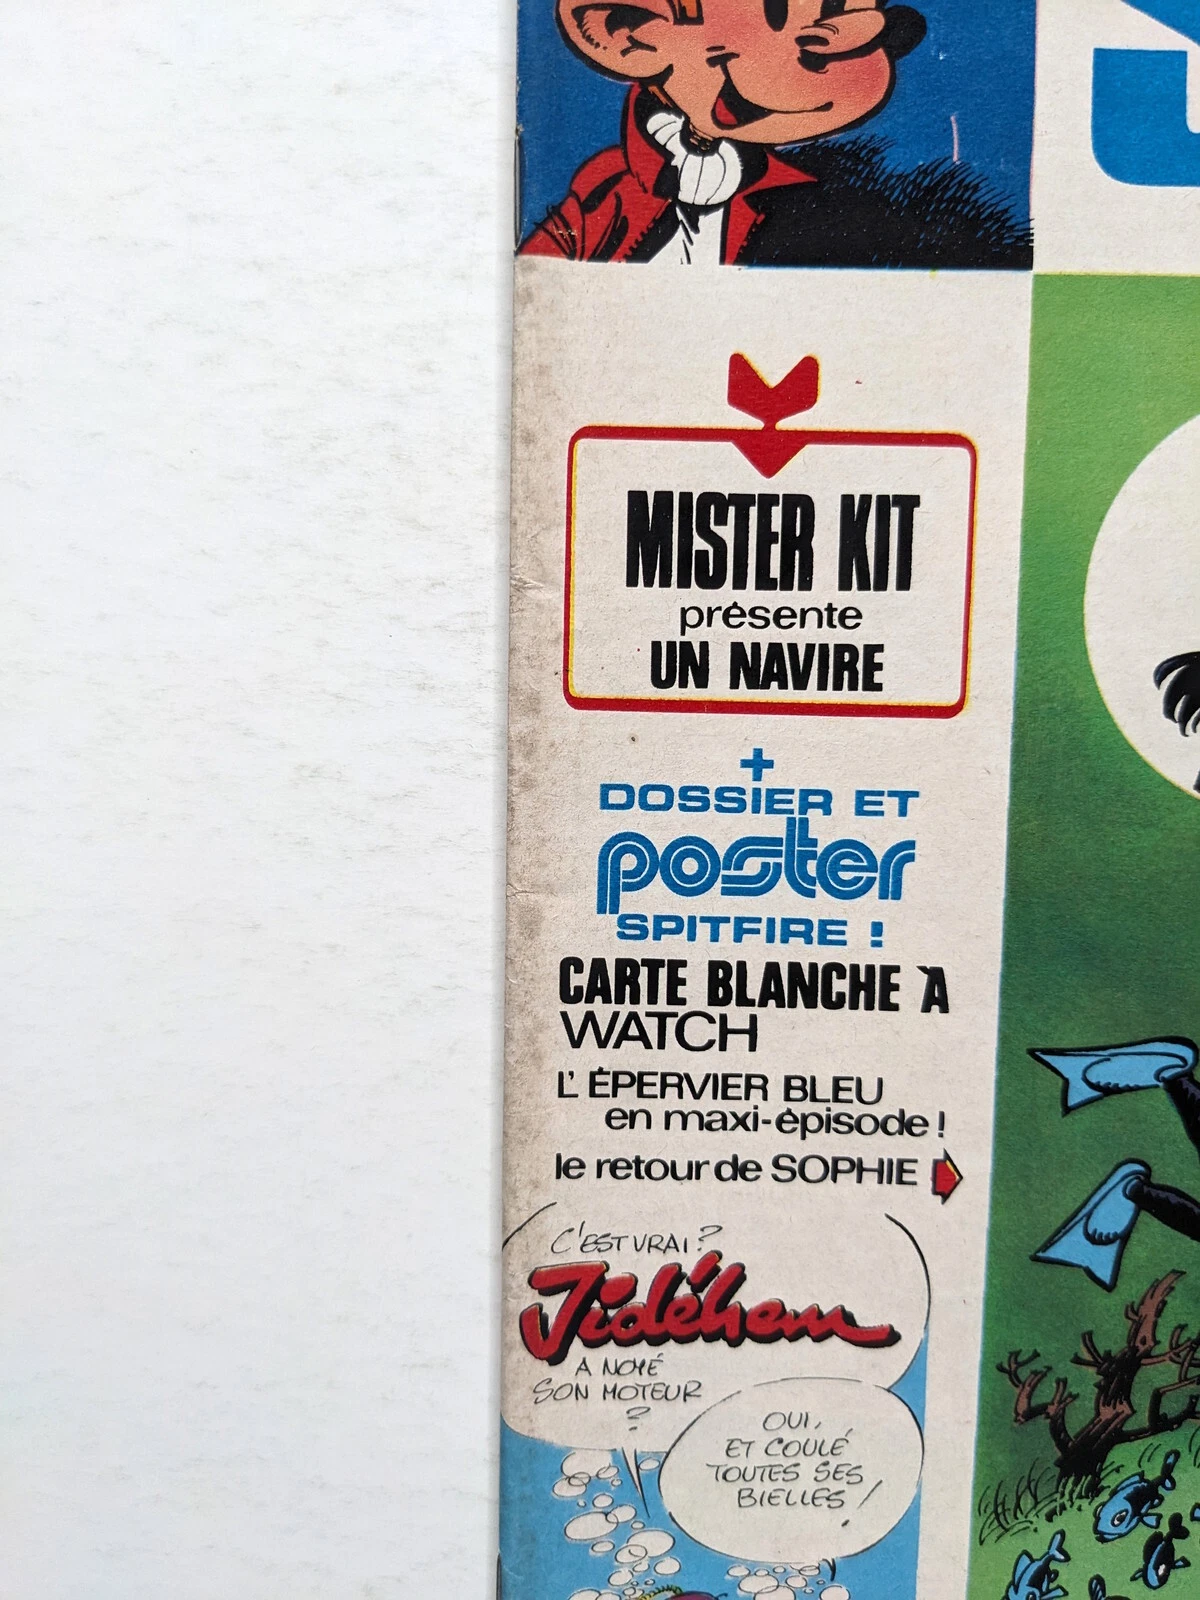 MISTER KIT
présente
UN NAVIRE
+
DOSSIER ET
poster
SPITFIRE !
CARTE BLANCHE À
WATCH
L'ÉPERVIER BLEU
en maxi-épisode !
le retour de SOPHIE
C'EST VRAI ?
Jidéhem
A NOYÉ
SON MOTEUR
?
OUI,
ET COULÉ
TOUTES SES
BIELLES !